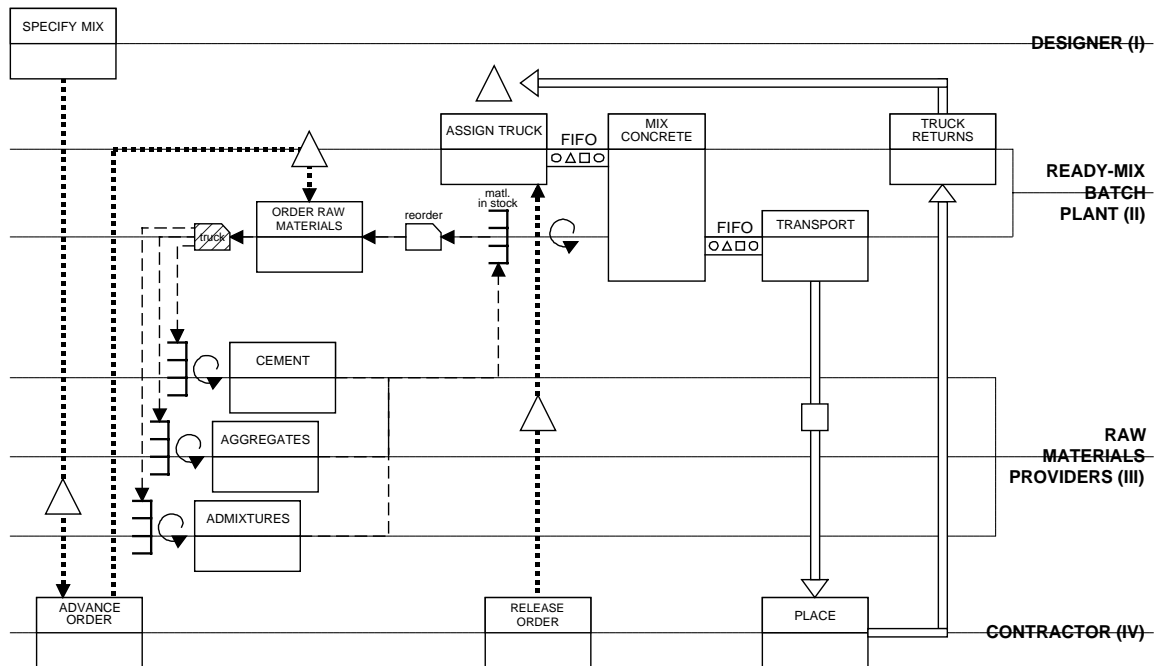 SPECIFY MIX
DESIGNER (I)
ASSIGN TRUCK
FIFO
MIX
CONCRETE
TRUCK
RETURNS
READY-MIX
BATCH
PLANT (II)
ORDER RAW
MATERIALS
truck
reorder
matl.
in stock
FIFO
TRANSPORT
CEMENT
AGGREGATES
ADMIXTURES
RAW
MATERIALS
PROVIDERS (III)
ADVANCE
ORDER
RELEASE
ORDER
PLACE
CONTRACTOR (IV)